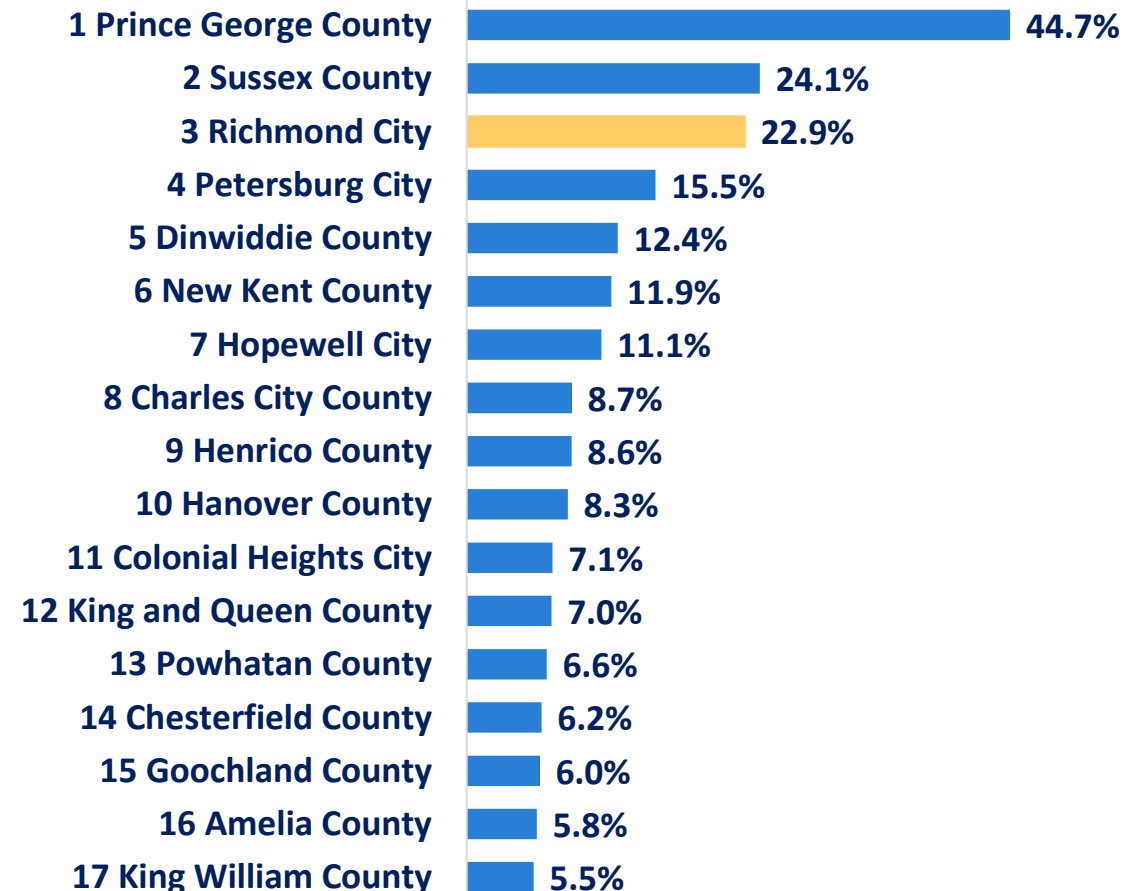 1 Prince George County 44.7%
2 Sussex County 24.1%
3 Richmond City 22.9%
4 Petersburg City 15.5%
5 Dinwiddie County 12.4%
6 New Kent County 11.9%
7 Hopewell City 11.1%
8 Charles City County 8.7%
9 Henrico County 8.6%
10 Hanover County 8.3%
11 Colonial Heights City 7.1%
12 King and Queen County 7.0%
13 Powhatan County 6.6%
14 Chesterfield County 6.2%
15 Goochland County 6.0%
16 Amelia County 5.8%
17 King William County 5.5%